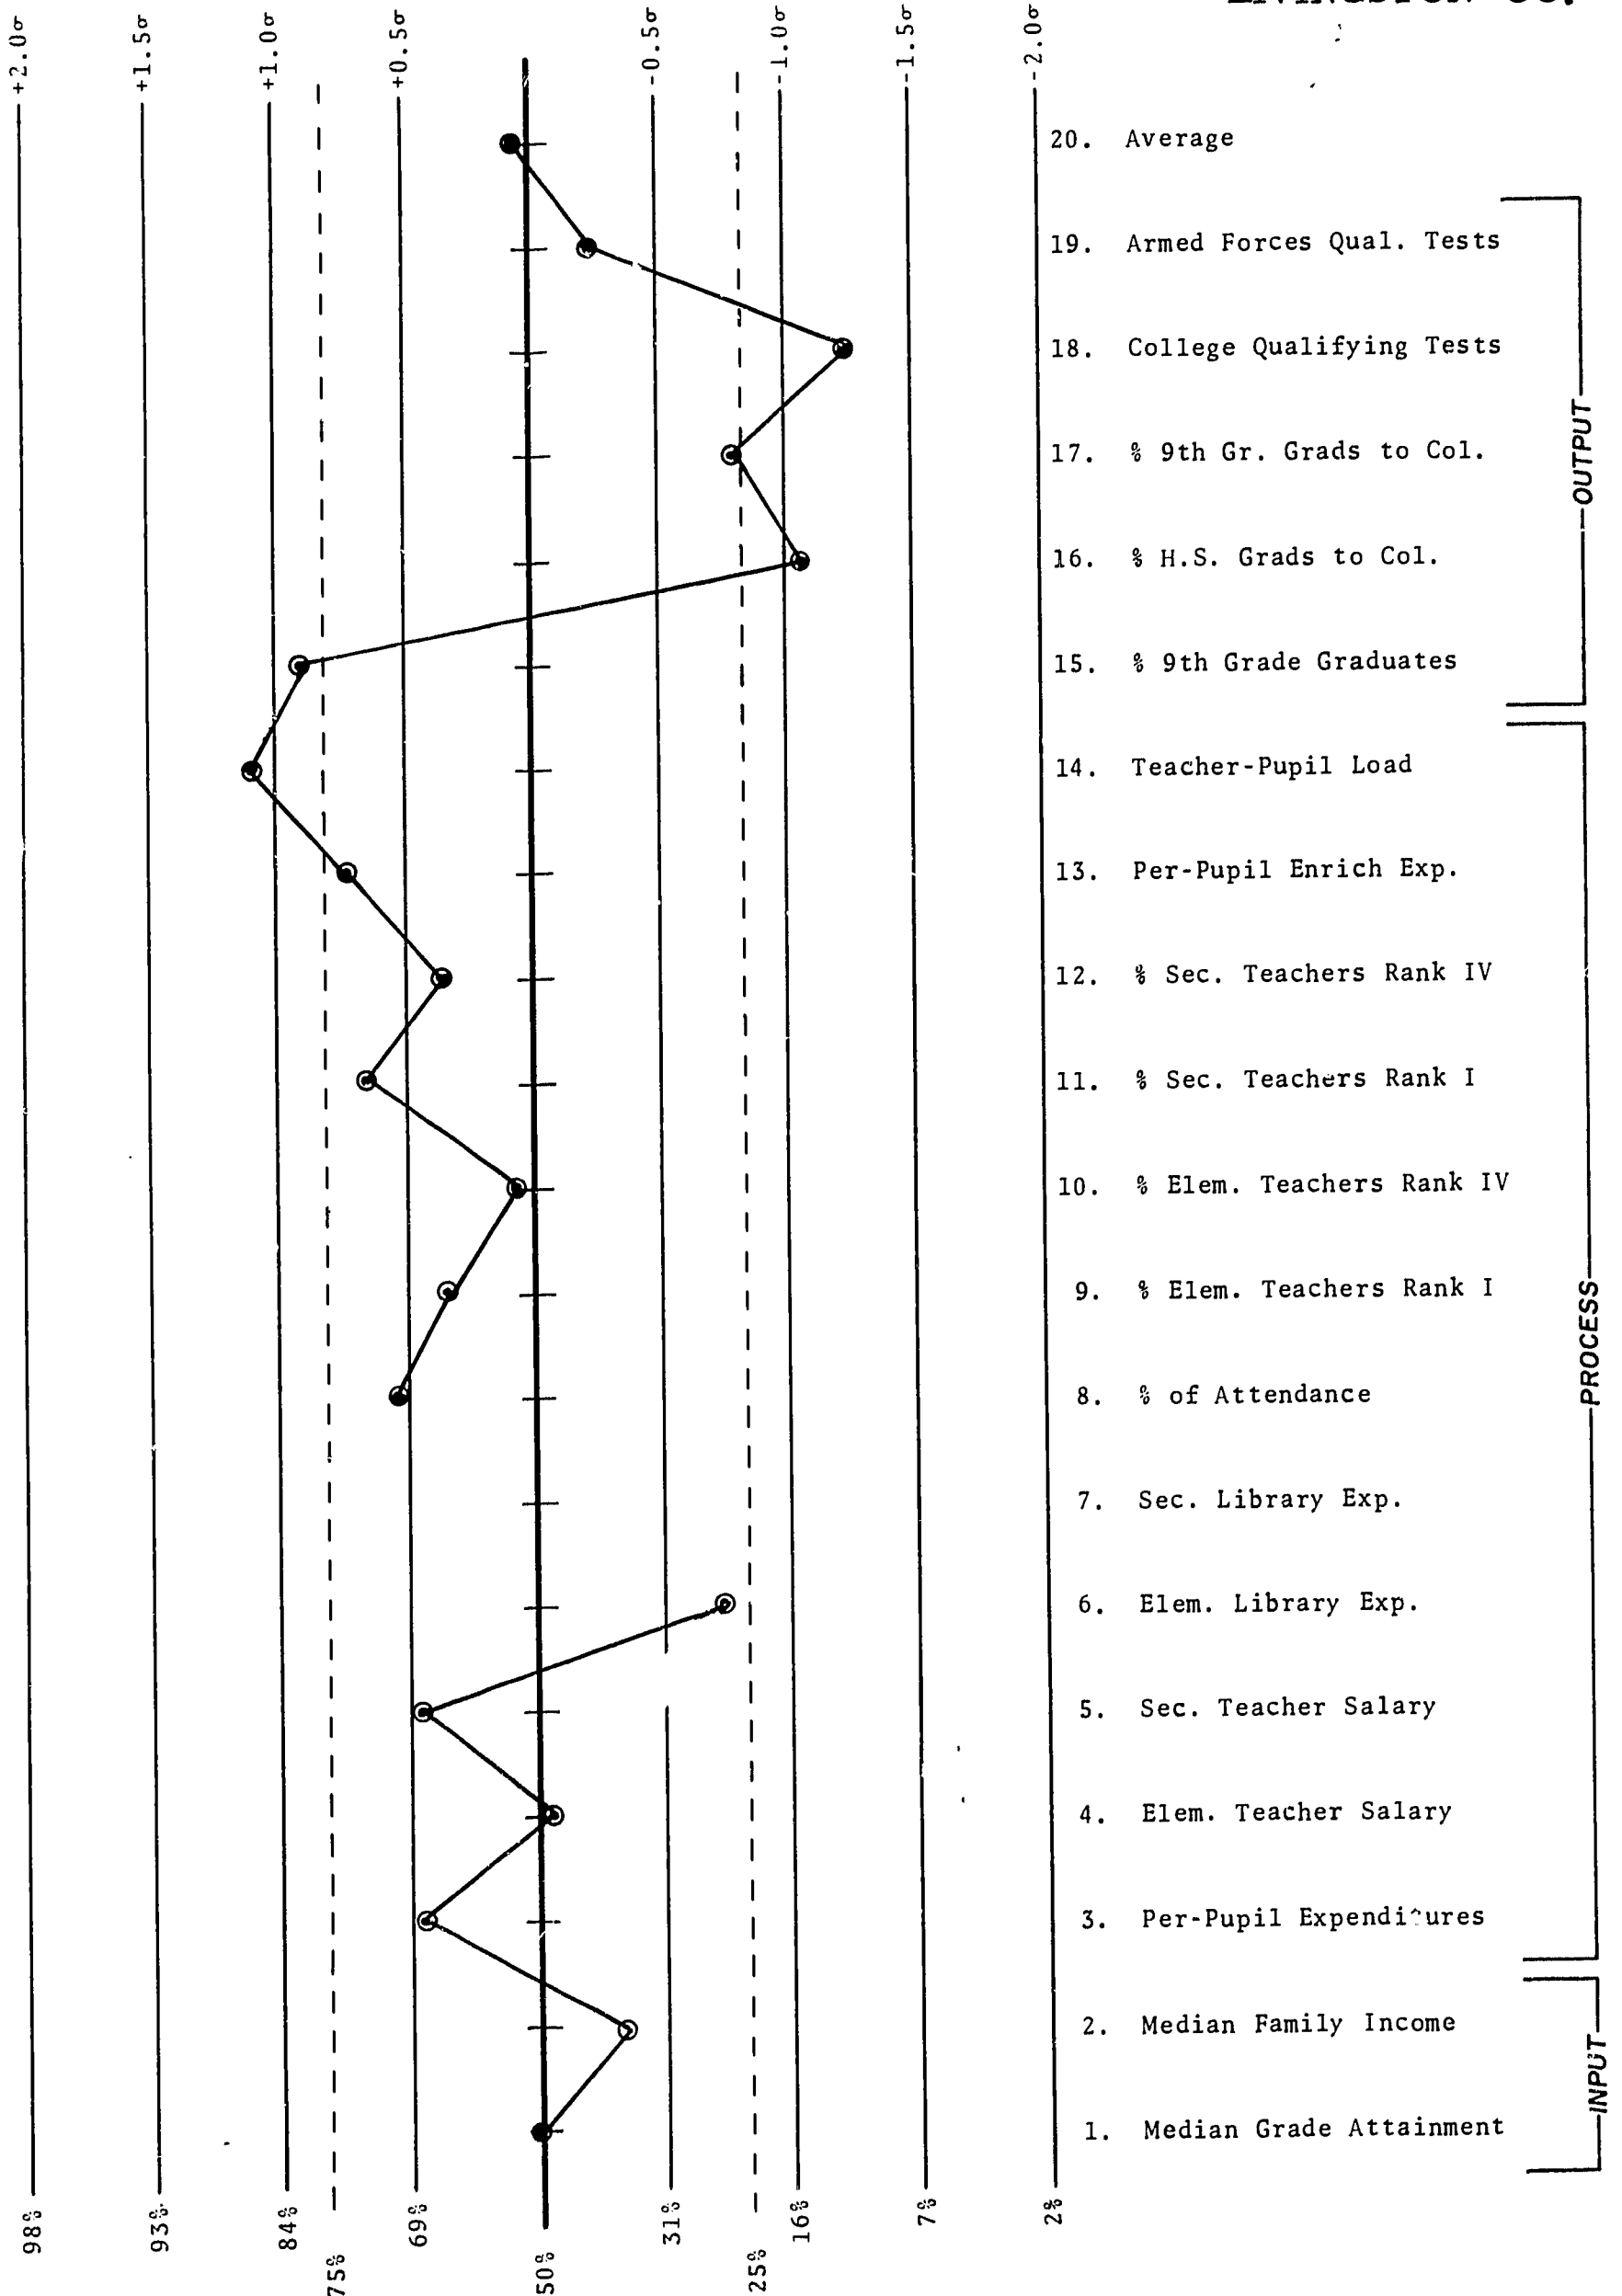 +2.0σ
+1.5σ
+1.0σ
+0.5σ
-0.5σ
-1.0σ
-1.5σ
-2.0σ
20. Average
19. Armed Forces Qual. Tests
18. College Qualifying Tests
17. % 9th Gr. Grads to Col.
16. % H.S. Grads to Col.
15. % 9th Grade Graduates
OUTPUT
14. Teacher-Pupil Load
13. Per-Pupil Enrich Exp.
12. % Sec. Teachers Rank IV
11. % Sec. Teachers Rank I
10. % Elem. Teachers Rank IV
9. % Elem. Teachers Rank I
8. % of Attendance
7. Sec. Library Exp.
6. Elem. Library Exp.
5. Sec. Teacher Salary
4. Elem. Teacher Salary
3. Per-Pupil Expenditures
PROCESS
2. Median Family Income
1. Median Grade Attainment
INPUT
98%
93%
84%
75%
69%
50%
31%
25%
16%
7%
2%